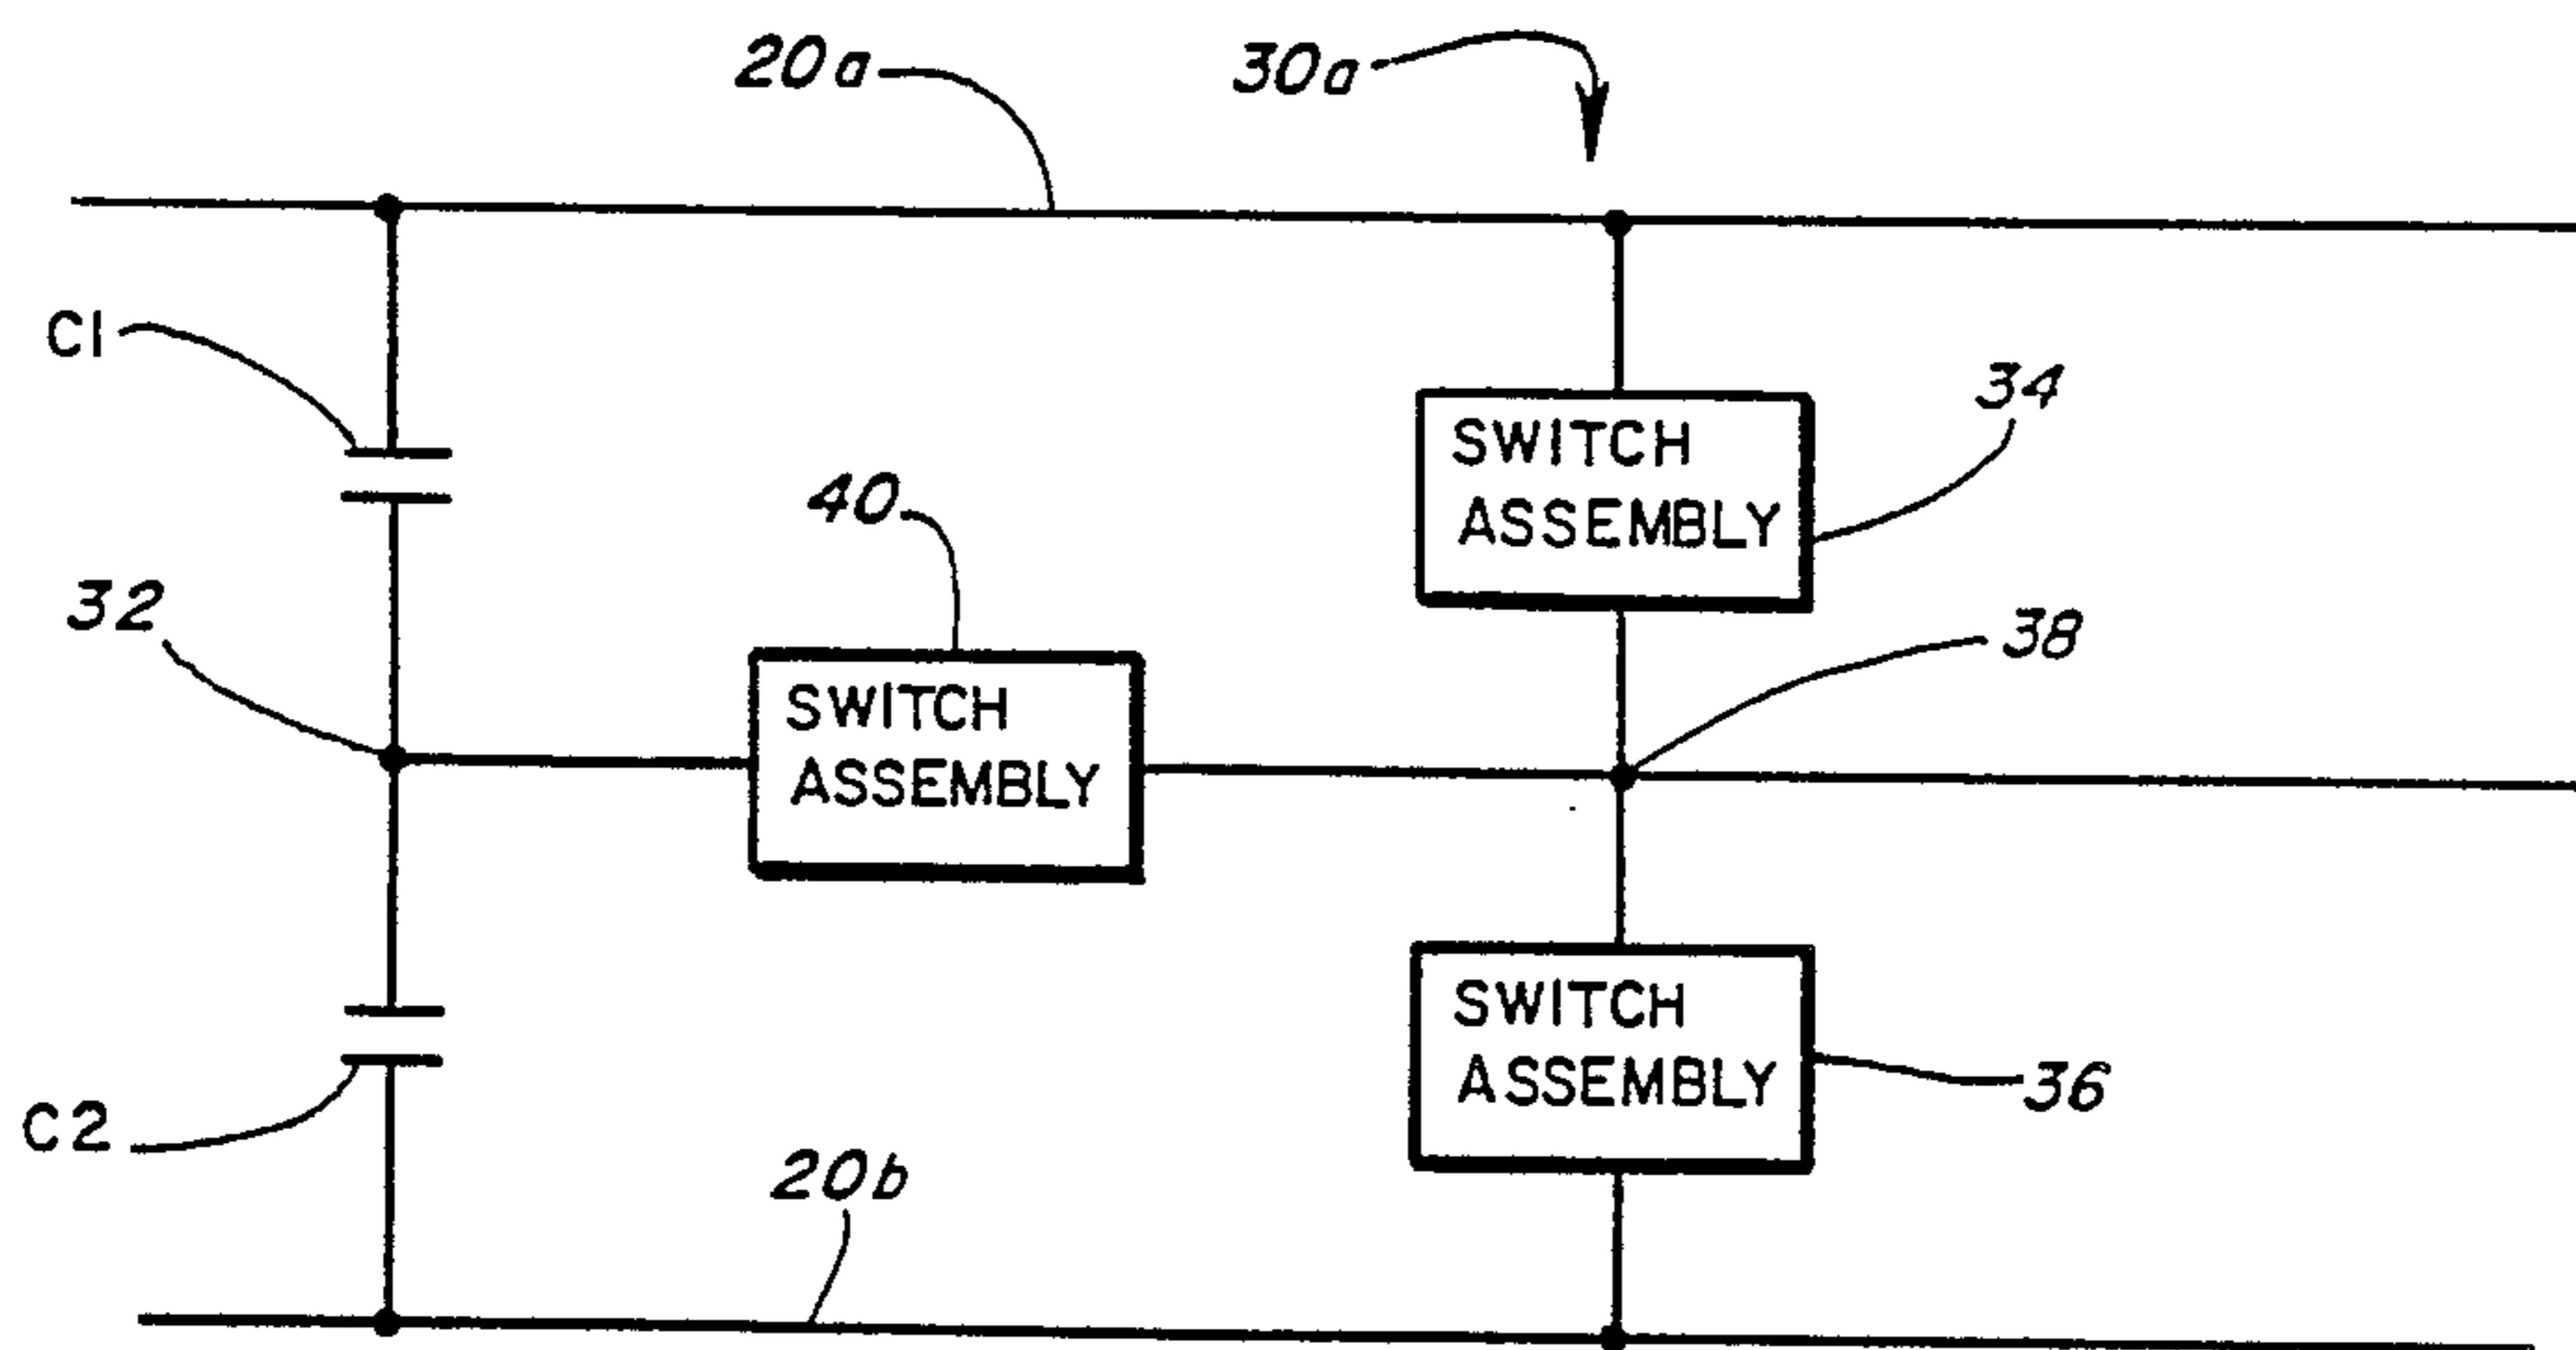 20a
30a
C1
34
SWITCH
ASSEMBLY
40
32
38
SWITCH
ASSEMBLY
SWITCH
ASSEMBLY
36
C2
20b